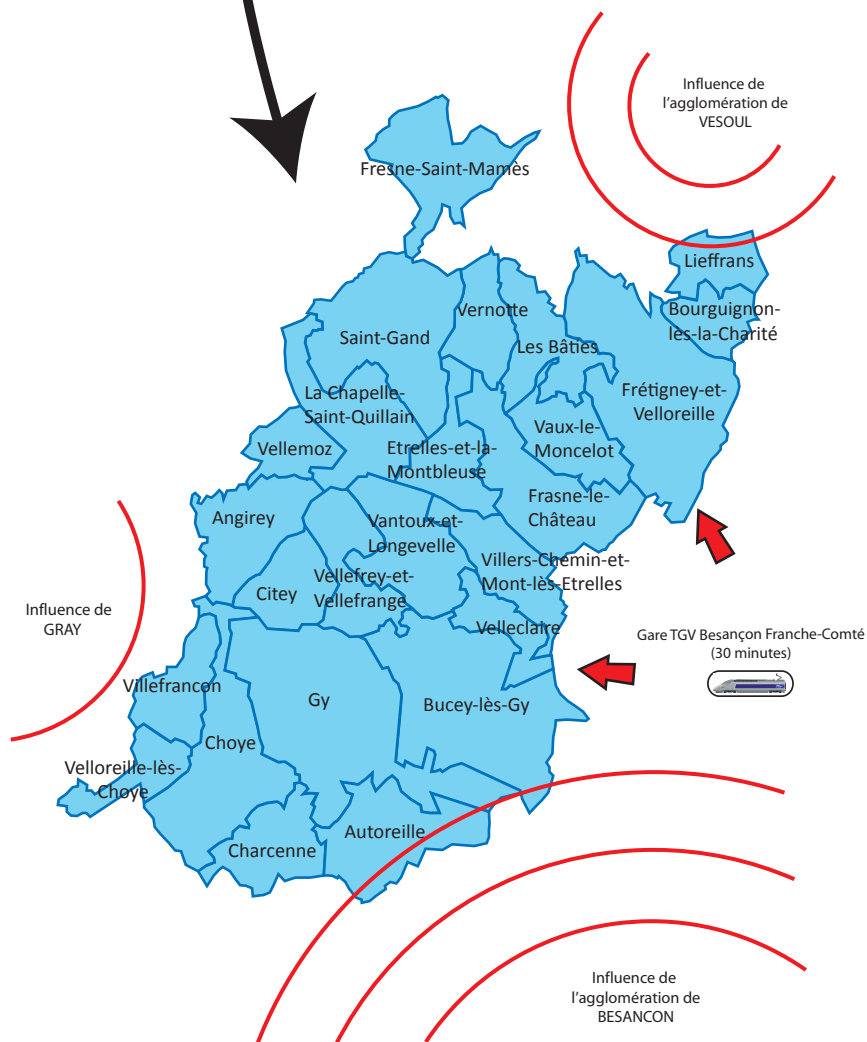 Influence de
l'agglomération de
VESOUL
Fresne-Saint-Mamès
Lieffrans
Bourguignon-
lès-la-Charité
Vernotte
Saint-Gand
Les Bâties
La Chapelle-
Saint-Quillain
Frétigney-et-
Velloreille
Vaux-le-
Moncelot
Vellemoz
Etrelles-et-la-
Montbleuse
Frasne-le-
Château
Angirey
Vantoux-et-
Longevelle
Villers-Chemin-et-
Mont-lès-Etrelles
Citey
Vellefrey-et-
Vellefrange
Influence de
GRAY
Velleclaire
Gare TGV Besançon Franche-Comté
(30 minutes)
Villefrancon
Gy
Bucey-lès-Gy
Choye
Velloreille-lès-
Choye
Autoreille
Charcenne
Influence de
l'agglomération de
BESANCON